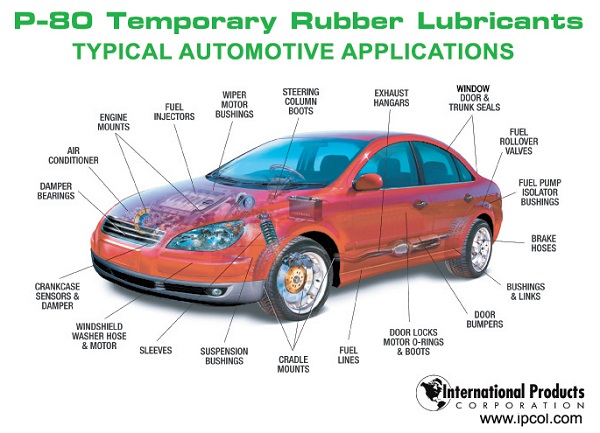 P-80 Temporary Rubber Lubricants
TYPICAL AUTOMOTIVE APPLICATIONS
ENGINE
MOUNTS
FUEL
INJECTORS
WIPER
MOTOR
BUSHINGS
STEERING
COLUMN
BOOTS
EXHAUST
HANGARS
WINDOW
DOOR &
TRUNK SEALS
AIR
CONDITIONER
FUEL
ROLLOVER
VALVES
DAMPER
BEARINGS
FUEL PUMP
ISOLATOR
BUSHINGS
BRAKE
HOSES
CRANKCASE
SENSORS &
DAMPER
BUSHINGS
& LINKS
WINDSHIELD
WASHER HOSE
& MOTOR
SLEEVES
SUSPENSION
BUSHINGS
CRADLE
MOUNTS
FUEL
LINES
DOOR LOCKS
MOTOR O-RINGS
& BOOTS
DOOR
BUMPERS
International Products
CORPORATION
www.ipcol.com